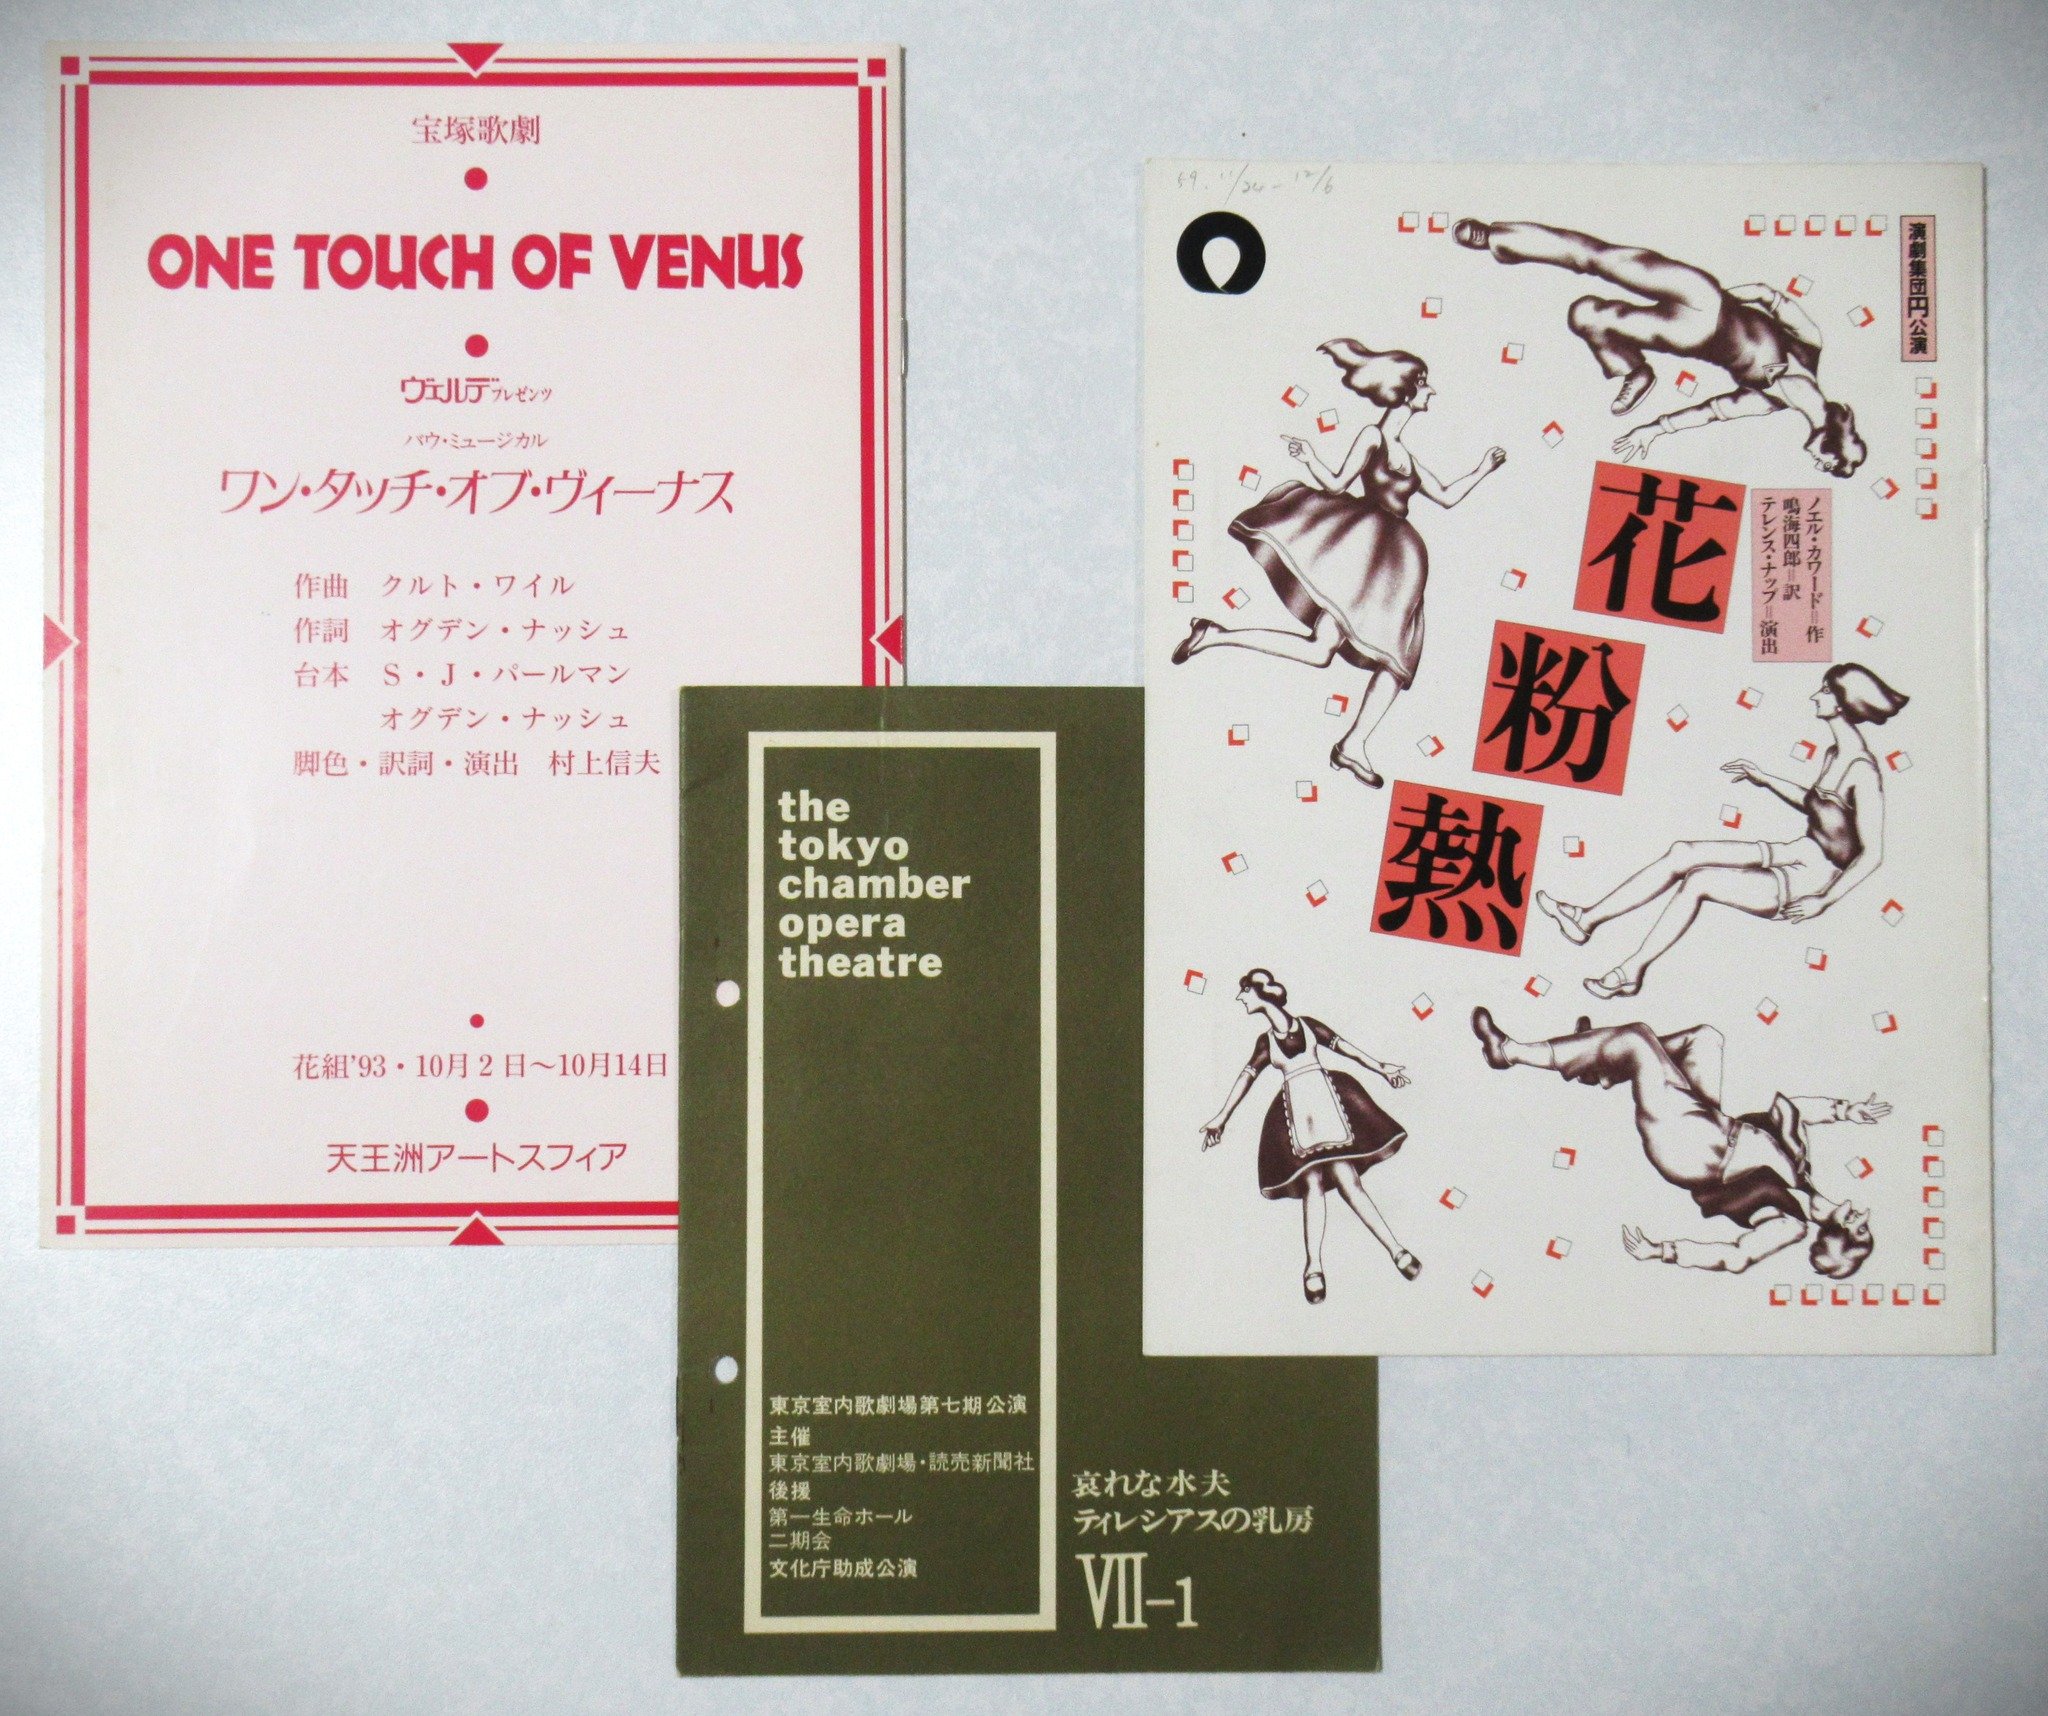 宝塚歌劇
ONE TOUCH OF VENUS
ヴェルデプレゼンツ
バウ・ミュージカル
ワン・タッチ・オブ・ヴィーナス
作曲 クルト・ワイル
作詞 オグデン・ナッシュ
台本 S・J・パールマン
オグデン・ナッシュ
脚色・訳詞・演出 村上信夫
花組'93・10月2日〜10月14日
天王洲アートスフィア
the
tokyo
chamber
opera
theatre
東京室内歌劇場第七期公演
主催
東京室内歌劇場・読売新聞社
後援
第一生命ホール
二期会
文化庁助成公演
哀れな水夫
ティレシアスの乳房
VII-1
59. 11/24-12/6
演劇集団円公演
花粉熱
ノエル・カワード=作
鳴海四郎=訳
テレンス・ナップ=演出